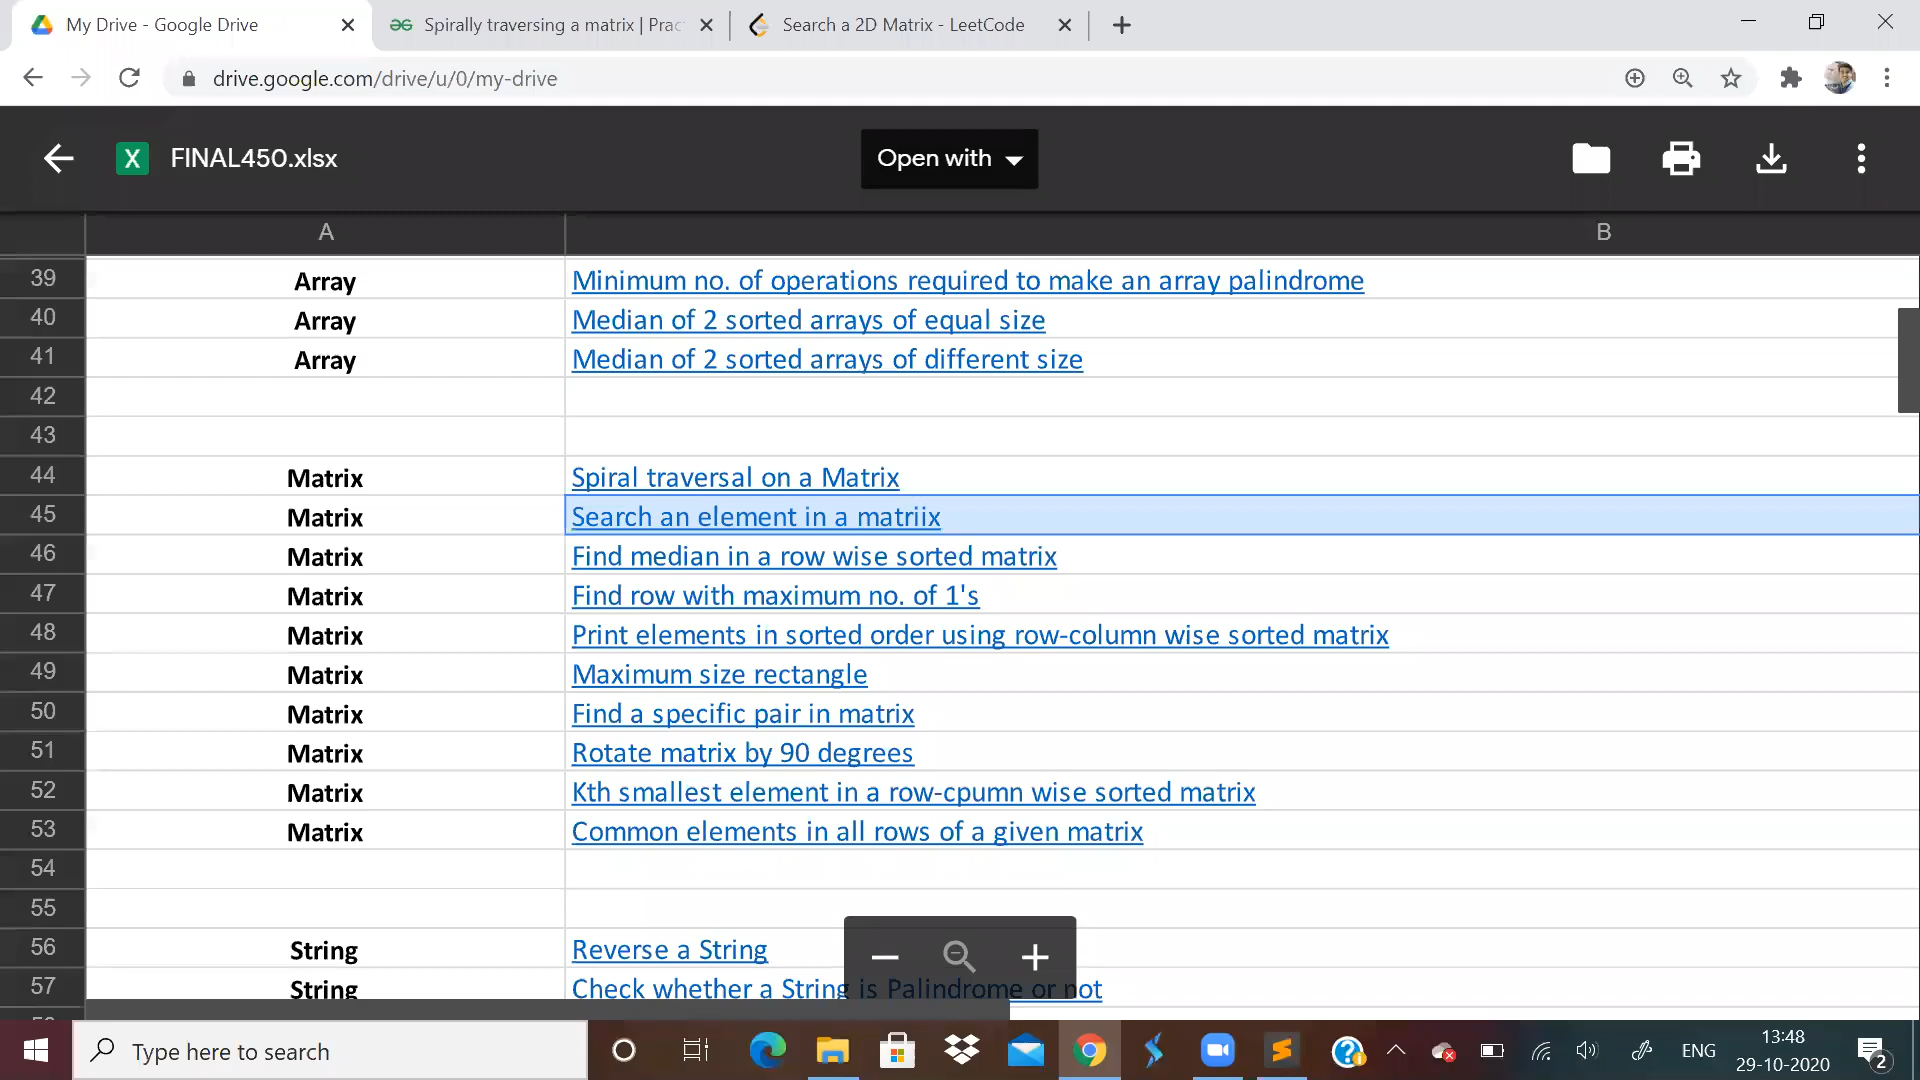 My Drive - Google Drive
Spirally traversing a matrix | Prac
Search a 2D Matrix - LeetCode
drive.google.com/drive/u/0/my-drive
X
FINAL450.xlsx
Open with
A B
39 Array Minimum no. of operations required to make an array palindrome
40 Array Median of 2 sorted arrays of equal size
41 Array Median of 2 sorted arrays of different size
42
43
44 Matrix Spiral traversal on a Matrix
45 Matrix Search an element in a matriix
46 Matrix Find median in a row wise sorted matrix
47 Matrix Find row with maximum no. of 1's
48 Matrix Print elements in sorted order using row-column wise sorted matrix
49 Matrix Maximum size rectangle
50 Matrix Find a specific pair in matrix
51 Matrix Rotate matrix by 90 degrees
52 Matrix Kth smallest element in a row-cpumn wise sorted matrix
53 Matrix Common elements in all rows of a given matrix
54
55
56 String Reverse a String
57 String Check whether a String is Palindrome or not
Type here to search
ENG
13:48
29-10-2020
2